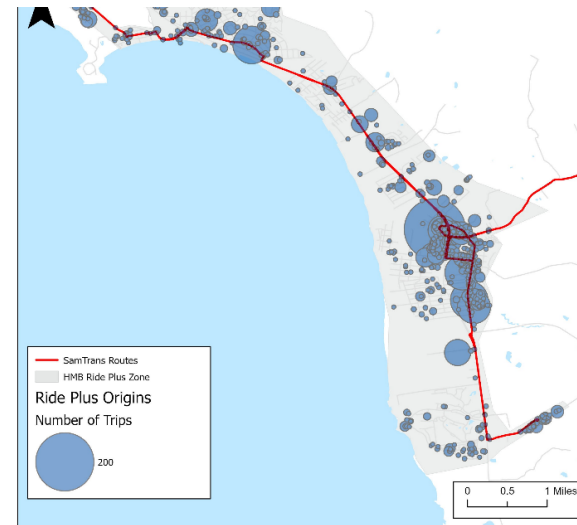 SamTrans Routes
HMB Ride Plus Zone
Ride Plus Origins
Number of Trips
200
0 0.5 1 Miles